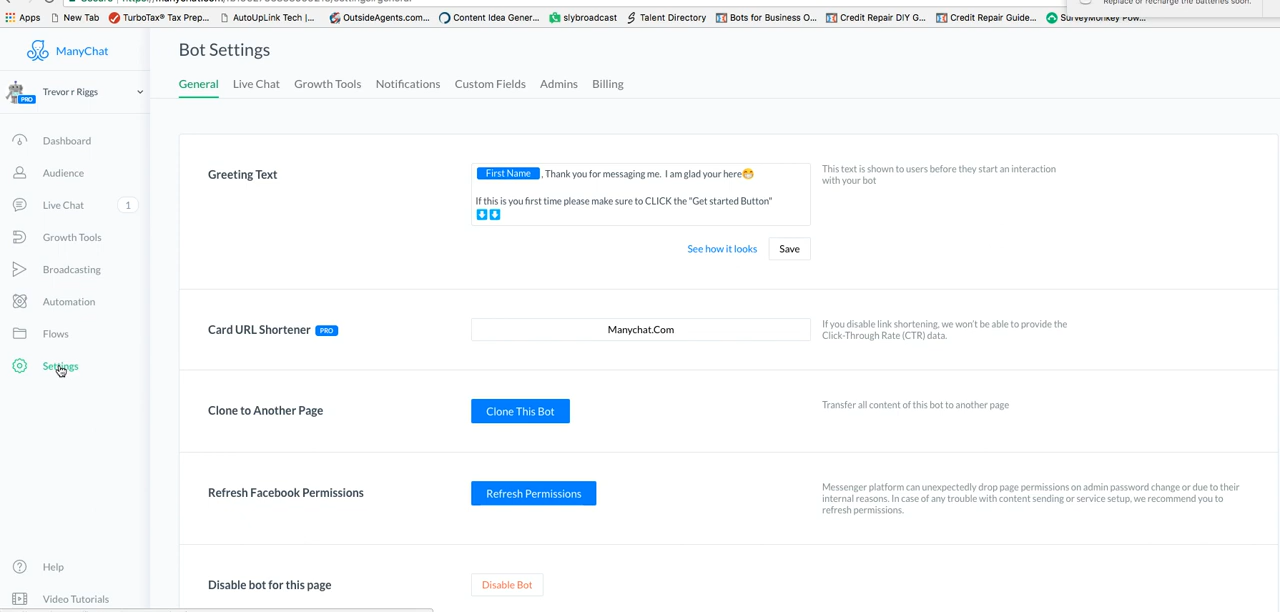 Replace or recharge the batteries soon.
Apps New Tab TurboTax® Tax Prep... AutoUpLink Tech |... OutsideAgents.com... Content Idea Gener... slybroadcast Talent Directory Bots for Business O... Credit Repair DIY G... Credit Repair Guide... SurveyMonkey Pow...
ManyChat
Bot Settings
Trevor r Riggs
PRO
General Live Chat Growth Tools Notifications Custom Fields Admins Billing
Dashboard
Audience
Live Chat 1
Growth Tools
Broadcasting
Automation
Flows
Settings
Help
Video Tutorials
Greeting Text
First Name , Thank you for messaging me. I am glad your here😁
If this is you first time please make sure to CLICK the "Get started Button"
⬇️⬇️
This text is shown to users before they start an interaction
with your bot
See how it looks Save
Card URL Shortener PRO
Manychat.Com
If you disable link shortening, we won't be able to provide the
Click-Through Rate (CTR) data.
Clone to Another Page
Clone This Bot
Transfer all content of this bot to another page
Refresh Facebook Permissions
Refresh Permissions
Messenger platform can unexpectedly drop page permissions on admin password change or due to their
internal reasons. In case of any trouble with content sending or service setup, we recommend you to
refresh permissions.
Disable bot for this page
Disable Bot